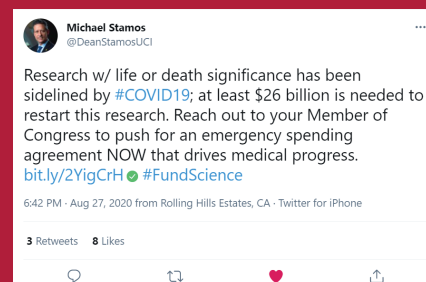 Michael Stamos
@DeanStamosUCI
Research w/ life or death significance has been
sidelined by #COVID19; at least $26 billion is needed to
restart this research. Reach out to your Member of
Congress to push for an emergency spending
agreement NOW that drives medical progress.
bit.ly/2YigCrH #FundScience
6:42 PM · Aug 27, 2020 from Rolling Hills Estates, CA · Twitter for iPhone
3 Retweets 8 Likes